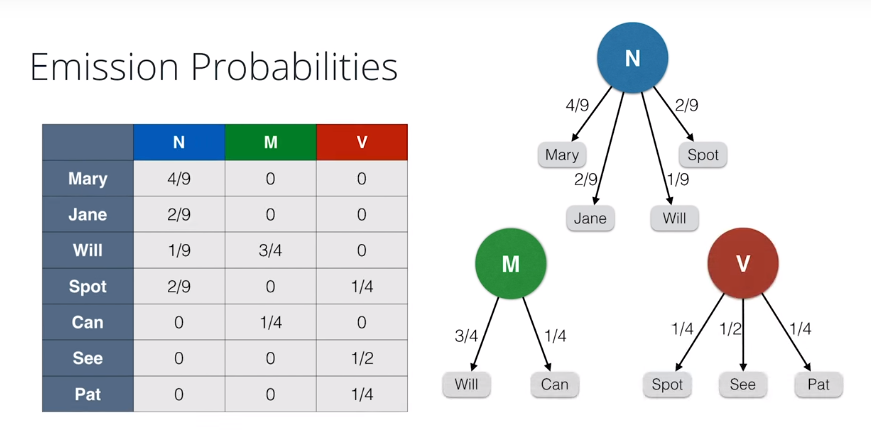 Emission Probabilities
N M V
Mary 4/9 0 0
Jane 2/9 0 0
Will 1/9 3/4 0
Spot 2/9 0 1/4
Can 0 1/4 0
See 0 0 1/2
Pat 0 0 1/4
N
4/9 2/9
Mary Spot
2/9 1/9
Jane Will
M
3/4 1/4
Will Can
V
1/4 1/2 1/4
Spot See Pat